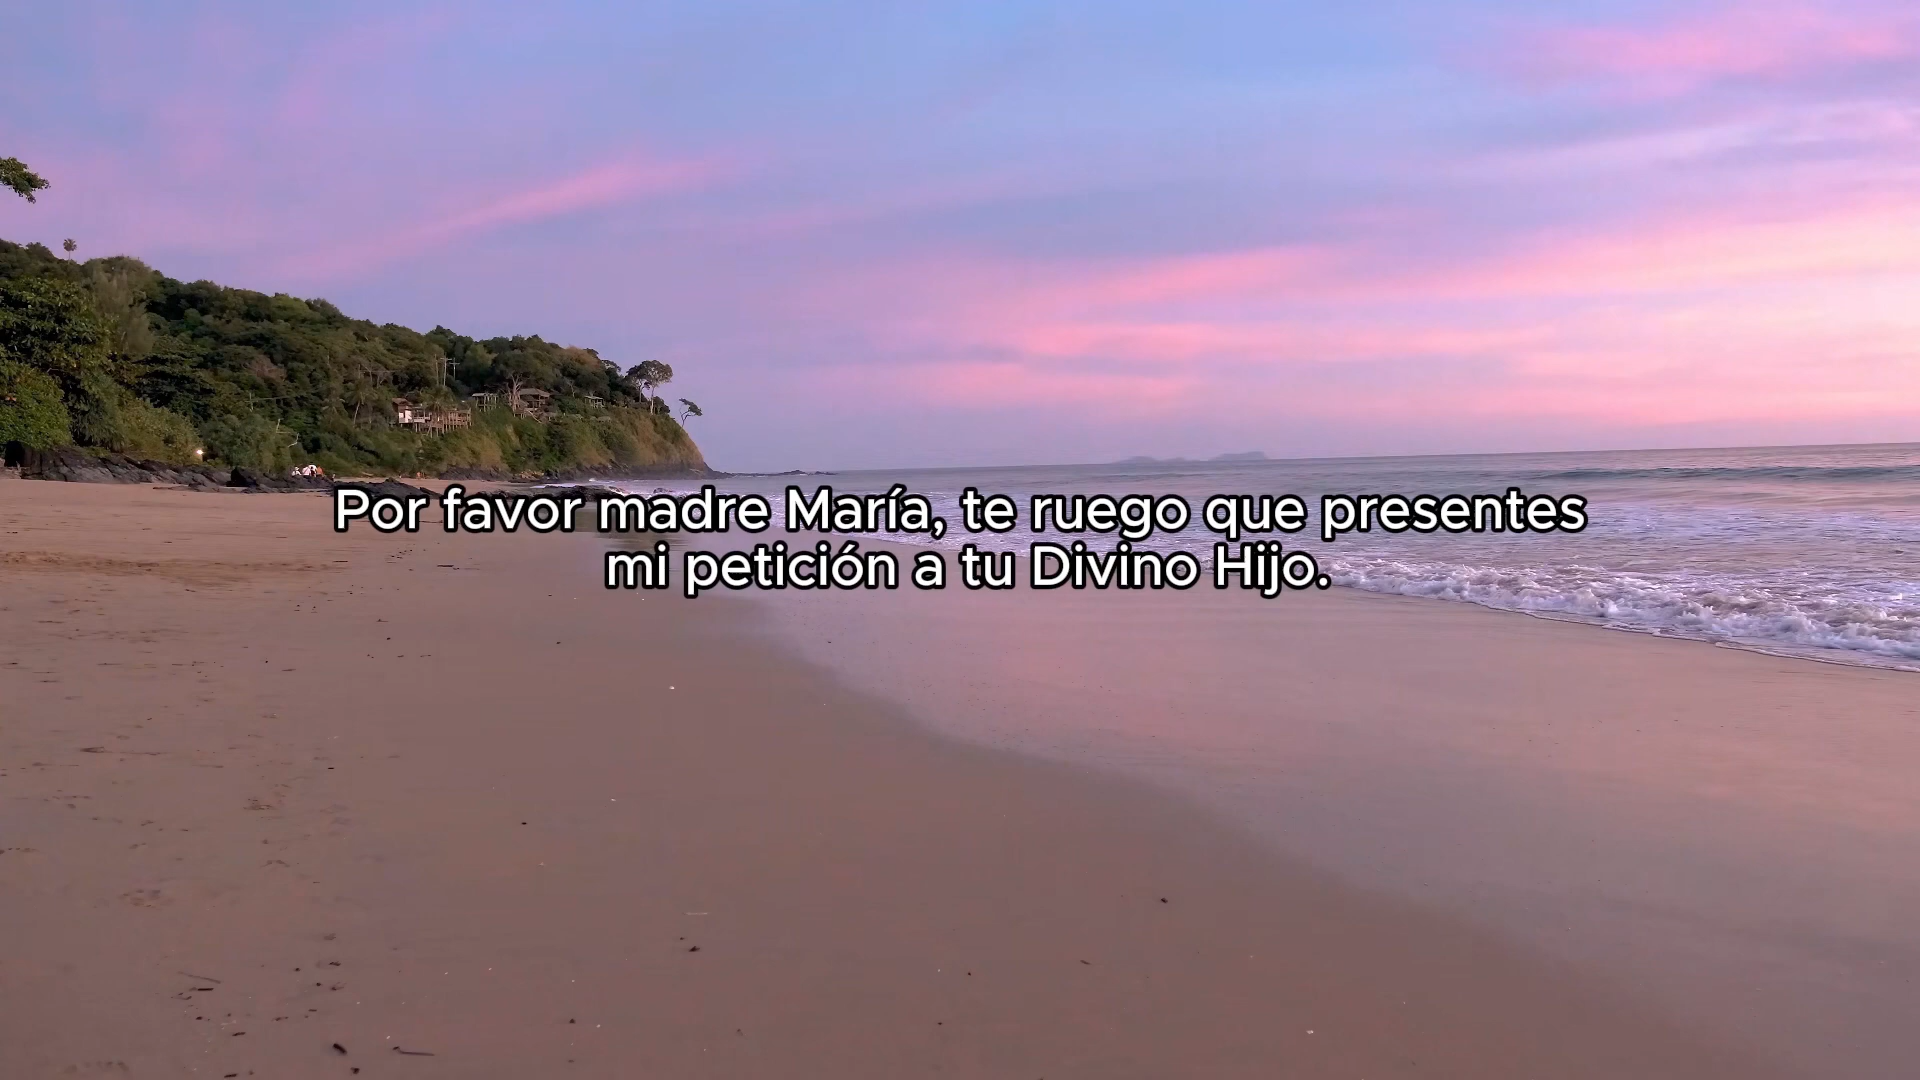 Por favor madre María, te ruego que presentes
mi petición a tu Divino Hijo.